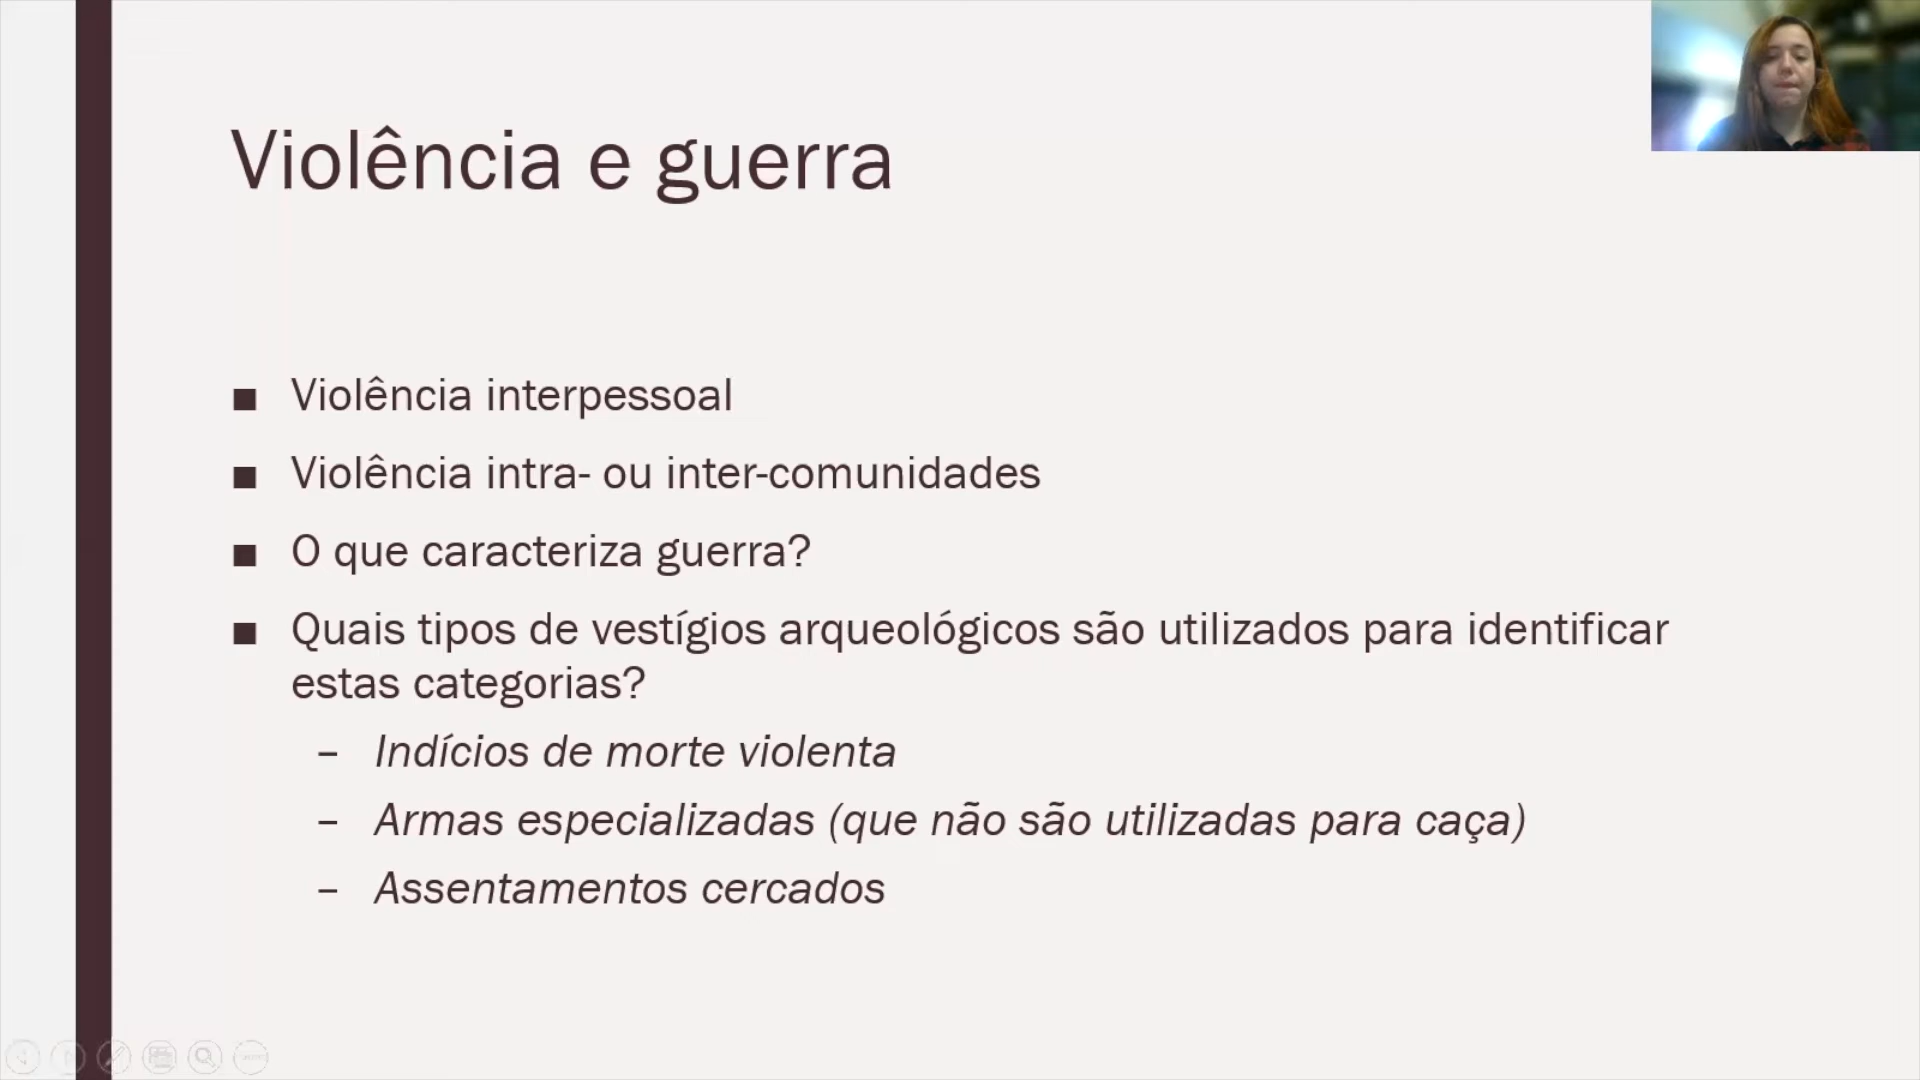 Violência e guerra
■ Violência interpessoal
■ Violência intra- ou inter-comunidades
■ O que caracteriza guerra?
■ Quais tipos de vestígios arqueológicos são utilizados para identificar
estas categorias?
– Indícios de morte violenta
– Armas especializadas (que não são utilizadas para caça)
– Assentamentos cercados